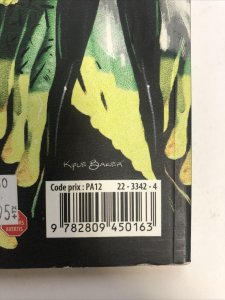 KYLE BAKER
Code prix : PA12
22 - 3342 - 4
9 782809 450163